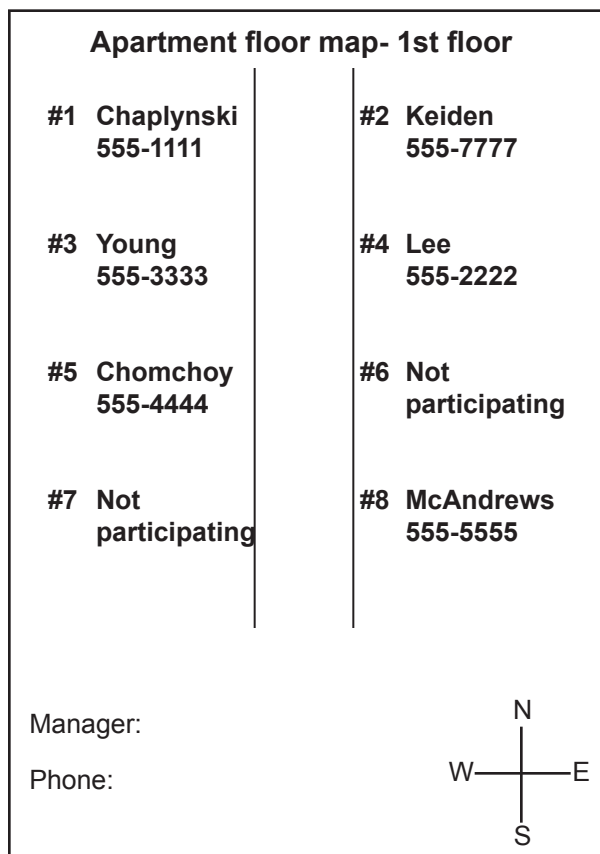 Apartment floor map- 1st floor
#1 Chaplynski
555-1111
#2 Keiden
555-7777
#3 Young
555-3333
#4 Lee
555-2222
#5 Chomchoy
555-4444
#6 Not
participating
#7 Not
participating
#8 McAndrews
555-5555
Manager:
Phone:
N
W E
S